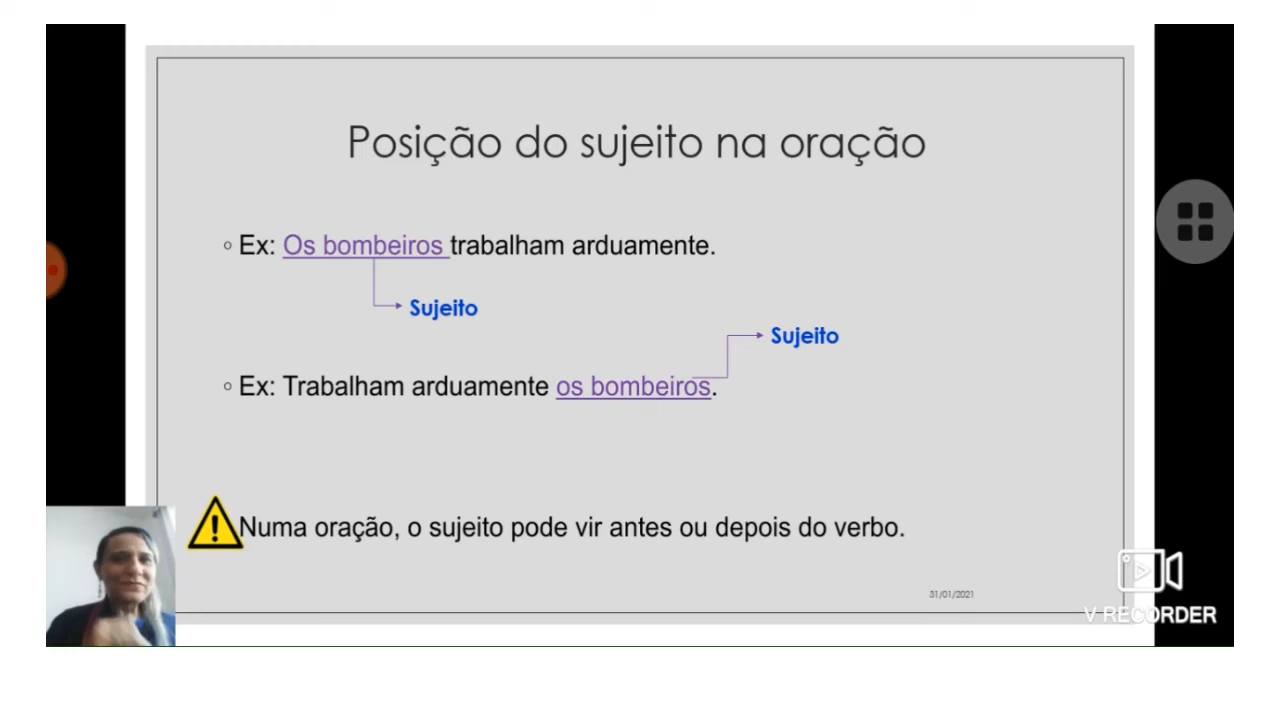 Posição do sujeito na oração
Ex: Os bombeiros trabalham arduamente.
Sujeito
Sujeito
Ex: Trabalham arduamente os bombeiros.
Numa oração, o sujeito pode vir antes ou depois do verbo.
31/01/2021
V RECORDER